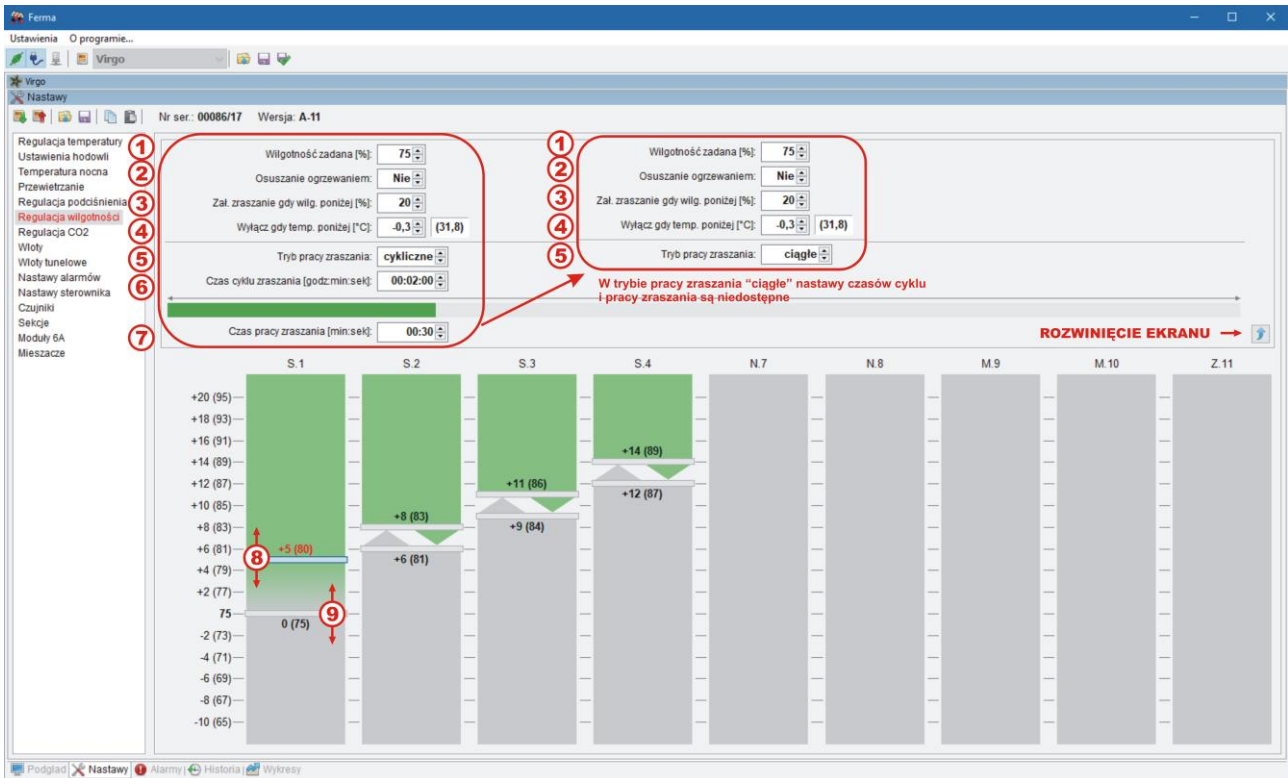 Ferma
Ustawienia O programie...
Virgo
Virgo
Nastawy
Nr ser.: 00086/17 Wersja: A-11
Regulacja temperatury
Ustawienia hodowli
Temperatura nocna
Przewietrzanie
Regulacja podciśnienia
Regulacja wilgotności
Regulacja CO2
Wloty
Wloty tunelowe
Nastawy alarmów
Nastawy sterownika
Czujniki
Sekcje
Moduły 6A
Mieszacze
1 Wilgotność zadana [%]: 75
2 Osuszanie ogrzewaniem: Nie
3 Zał. zraszanie gdy wilg. poniżej [%]: 20
4 Wyłącz gdy temp. poniżej [°C]: -0,3 (31,8)
5 Tryb pracy zraszania: cykliczne
6 Czas cyklu zraszania [godz:min:sek]: 00:02:00
7 Czas pracy zraszania [min:sek]: 00:30
1 Wilgotność zadana [%]: 75
2 Osuszanie ogrzewaniem: Nie
3 Zał. zraszanie gdy wilg. poniżej [%]: 20
4 Wyłącz gdy temp. poniżej [°C]: -0,3 (31,8)
5 Tryb pracy zraszania: ciągłe
W trybie pracy zraszania "ciągłe" nastawy czasów cyklu
i pracy zraszania są niedostępne
ROZWINIĘCIE EKRANU
S.1 S.2 S.3 S.4 N.7 N.8 M.9 M.10 Z.11
+20 (95)
+18 (93)
+16 (91)
+14 (89)
+12 (87)
+10 (85)
+8 (83)
+6 (81)
+4 (79)
+2 (77)
75
-2 (73)
-4 (71)
-6 (69)
-8 (67)
-10 (65)
+5 (80)
8
9
0 (75)
+8 (83)
+6 (81)
+11 (86)
+9 (84)
+14 (89)
+12 (87)
Podgląd Nastawy Alarmy Historia Wykresy